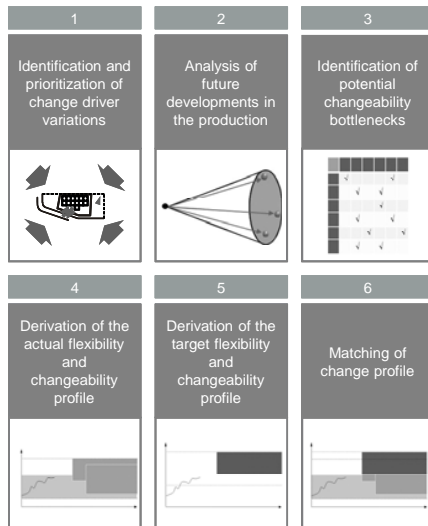 1
Identification and
prioritization of
change driver
variations
2
Analysis of
future
developments in
the production
3
Identification of
potential
changeability
bottlenecks
4
Derivation of the
actual flexibility
and
changeability
profile
5
Derivation of the
target flexibility
and
changeability
profile
6
Matching of
change profile